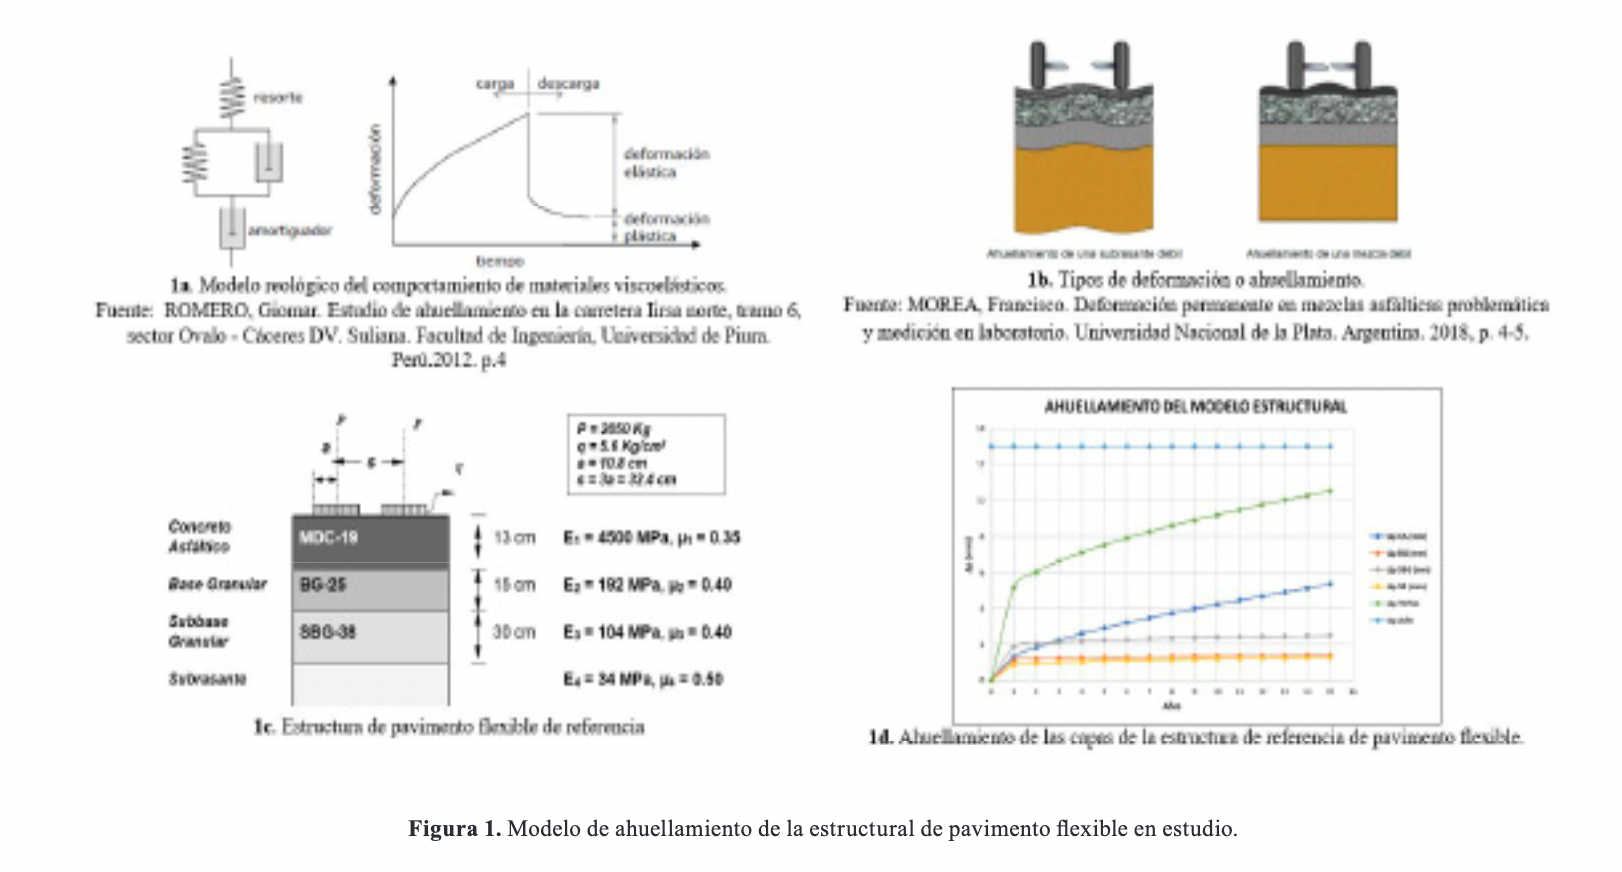 resorte
amortiguador
carga
descarga
deformación
deformación
elástica
deformación
plástica
tiempo
1a. Modelo reológico del comportamiento de materiales viscoelásticos.
Fuente: ROMERO, Giomar. Estudio de ahuellamiento en la carretera Iirsa norte, tramo 6,
sector Ovalo - Cáceres DV. Suliana. Facultad de Ingeniería, Universidad de Piura.
Perú.2012. p.4
Ahuellamiento de una subrasante débil
Ahuellamiento de una mezcla débil
1b. Tipos de deformación o ahuellamiento.
Fuente: MOREA, Francisco. Deformación permanente en mezclas asfálticas problemática
y medición en laboratorio. Universidad Nacional de la Plata. Argentina. 2018, p. 4-5.
P
P
a
s
q
q = 5.6 Kg/cm²
a = 10.8 cm
s = 3a = 32.4 cm
Concreto
Asfáltico
MDC-19
13 cm
E₁ = 4500 MPa, μ₁ = 0.35
Base Granular
BG-25
15 cm
E₂ = 192 MPa, μ₂ = 0.40
Subbase
Granular
SBG-38
30 cm
E₃ = 104 MPa, μ₃ = 0.40
Subrasante
E₄ = 34 MPa, μ₄ = 0.50
1c. Estructura de pavimento flexible de referencia
AHUELLAMIENTO DEL MODELO ESTRUCTURAL
Años
1d. Ahuellamiento de las capas de la estructura de referencia de pavimento flexible.
Figura 1. Modelo de ahuellamiento de la estructural de pavimento flexible en estudio.